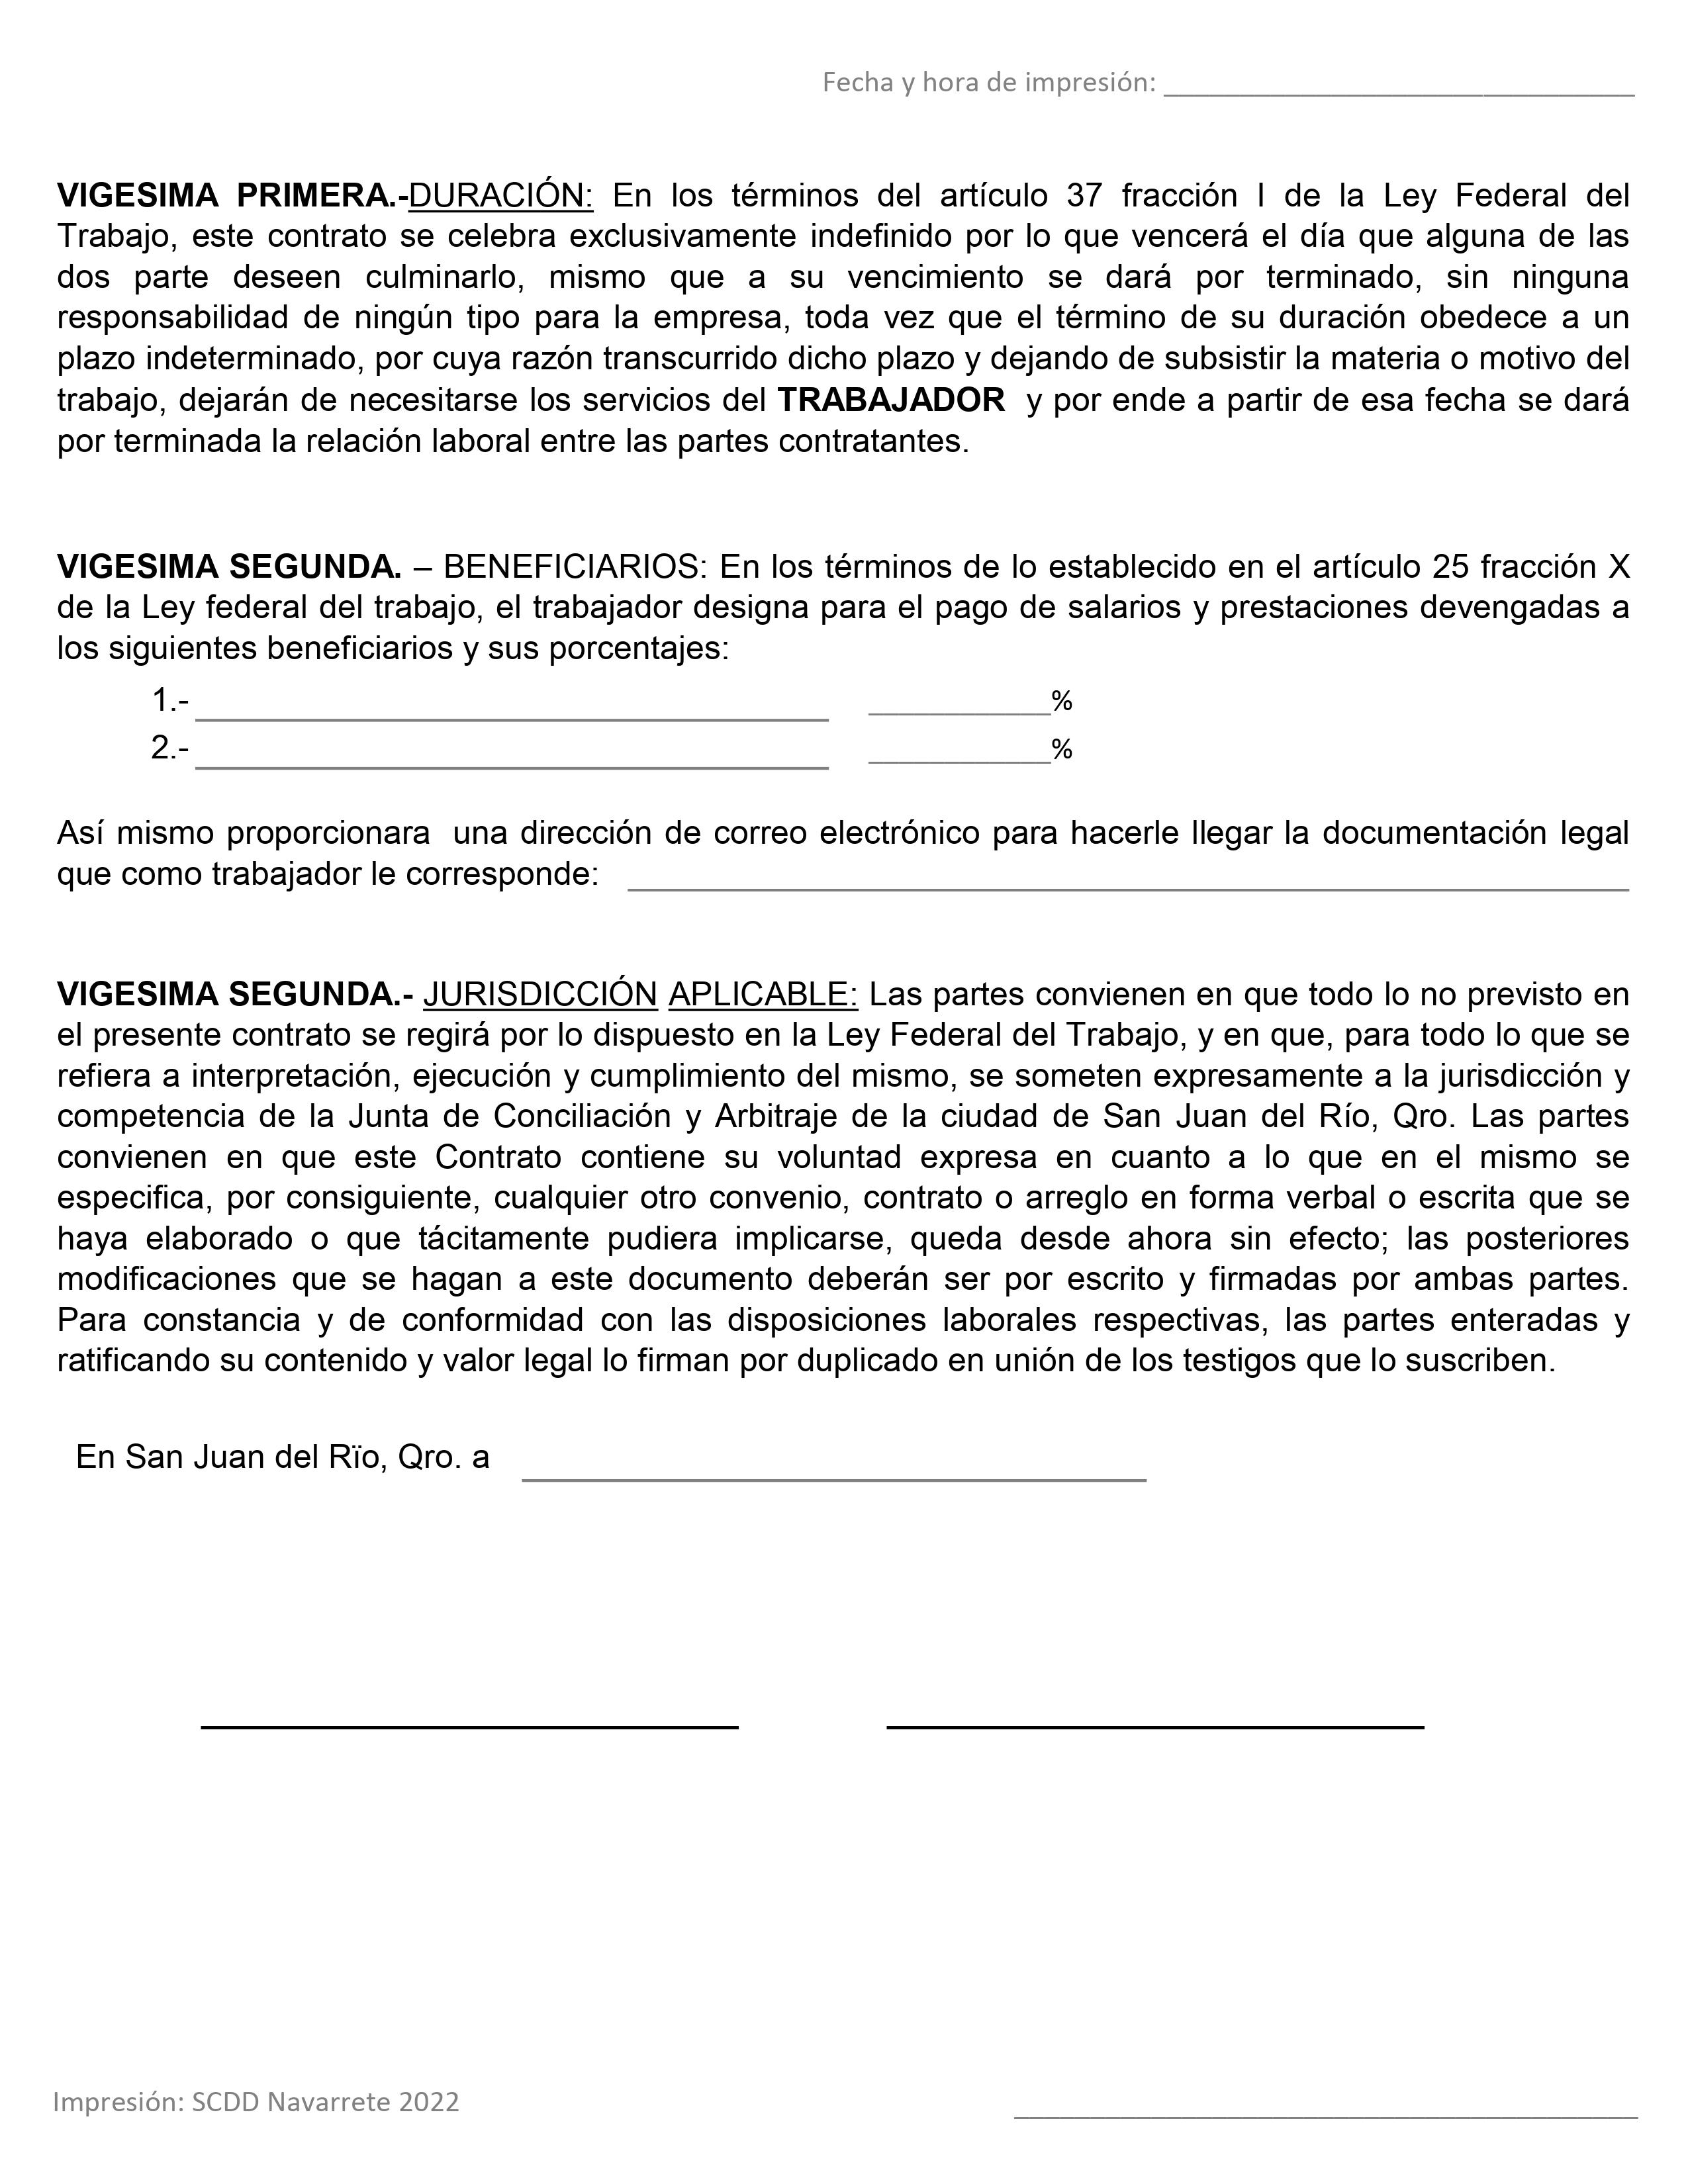 Fecha y hora de impresión: ______________________________
VIGESIMA PRIMERA.-DURACIÓN: En los términos del artículo 37 fracción I de la Ley Federal del
Trabajo, este contrato se celebra exclusivamente indefinido por lo que vencerá el día que alguna de las
dos parte deseen culminarlo, mismo que a su vencimiento se dará por terminado, sin ninguna
responsabilidad de ningún tipo para la empresa, toda vez que el término de su duración obedece a un
plazo indeterminado, por cuya razón transcurrido dicho plazo y dejando de subsistir la materia o motivo del
trabajo, dejarán de necesitarse los servicios del TRABAJADOR y por ende a partir de esa fecha se dará
por terminada la relación laboral entre las partes contratantes.
VIGESIMA SEGUNDA. – BENEFICIARIOS: En los términos de lo establecido en el artículo 25 fracción X
de la Ley federal del trabajo, el trabajador designa para el pago de salarios y prestaciones devengadas a
los siguientes beneficiarios y sus porcentajes:
1.- ______________________________ ____________%
2.- ______________________________ ____________%
Así mismo proporcionara una dirección de correo electrónico para hacerle llegar la documentación legal
que como trabajador le corresponde: ______________________________
VIGESIMA SEGUNDA.- JURISDICCIÓN APLICABLE: Las partes convienen en que todo lo no previsto en
el presente contrato se regirá por lo dispuesto en la Ley Federal del Trabajo, y en que, para todo lo que se
refiera a interpretación, ejecución y cumplimiento del mismo, se someten expresamente a la jurisdicción y
competencia de la Junta de Conciliación y Arbitraje de la ciudad de San Juan del Río, Qro. Las partes
convienen en que este Contrato contiene su voluntad expresa en cuanto a lo que en el mismo se
especifica, por consiguiente, cualquier otro convenio, contrato o arreglo en forma verbal o escrita que se
haya elaborado o que tácitamente pudiera implicarse, queda desde ahora sin efecto; las posteriores
modificaciones que se hagan a este documento deberán ser por escrito y firmadas por ambas partes.
Para constancia y de conformidad con las disposiciones laborales respectivas, las partes enteradas y
ratificando su contenido y valor legal lo firman por duplicado en unión de los testigos que lo suscriben.
En San Juan del Rïo, Qro. a ______________________________
Impresión: SCDD Navarrete 2022